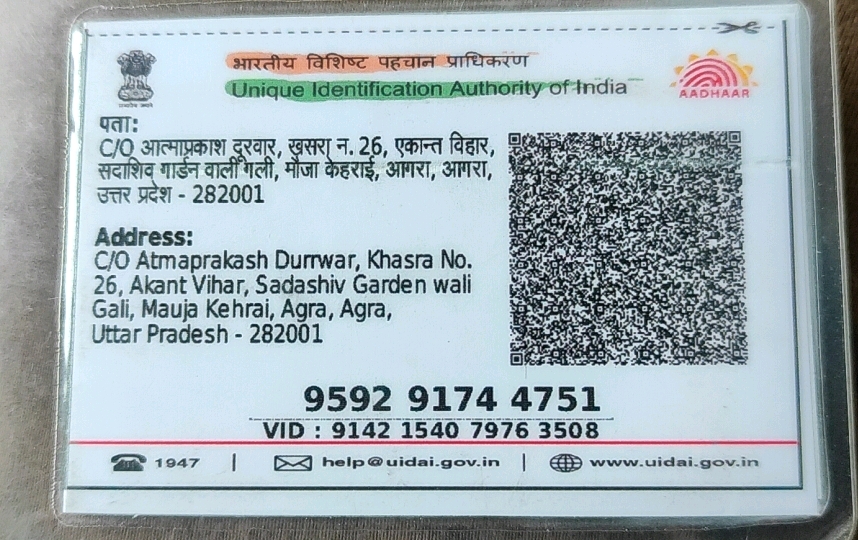 भारतीय विशिष्ट पहचान प्राधिकरण
Unique Identification Authority of India
AADHAAR
पता:
C/O आत्माप्रकाश दूरवार, खसरा न. 26, एकान्त विहार,
सदाशिव गार्डन वाली गली, मौजा केहराई, आगरा, आगरा,
उत्तर प्रदेश - 282001
Address:
C/O Atmaprakash Durrwar, Khasra No.
26, Akant Vihar, Sadashiv Garden wali
Gali, Mauja Kehrai, Agra, Agra,
Uttar Pradesh - 282001
9592 9174 4751
VID : 9142 1540 7976 3508
1947 | help@uidai.gov.in | www.uidai.gov.in